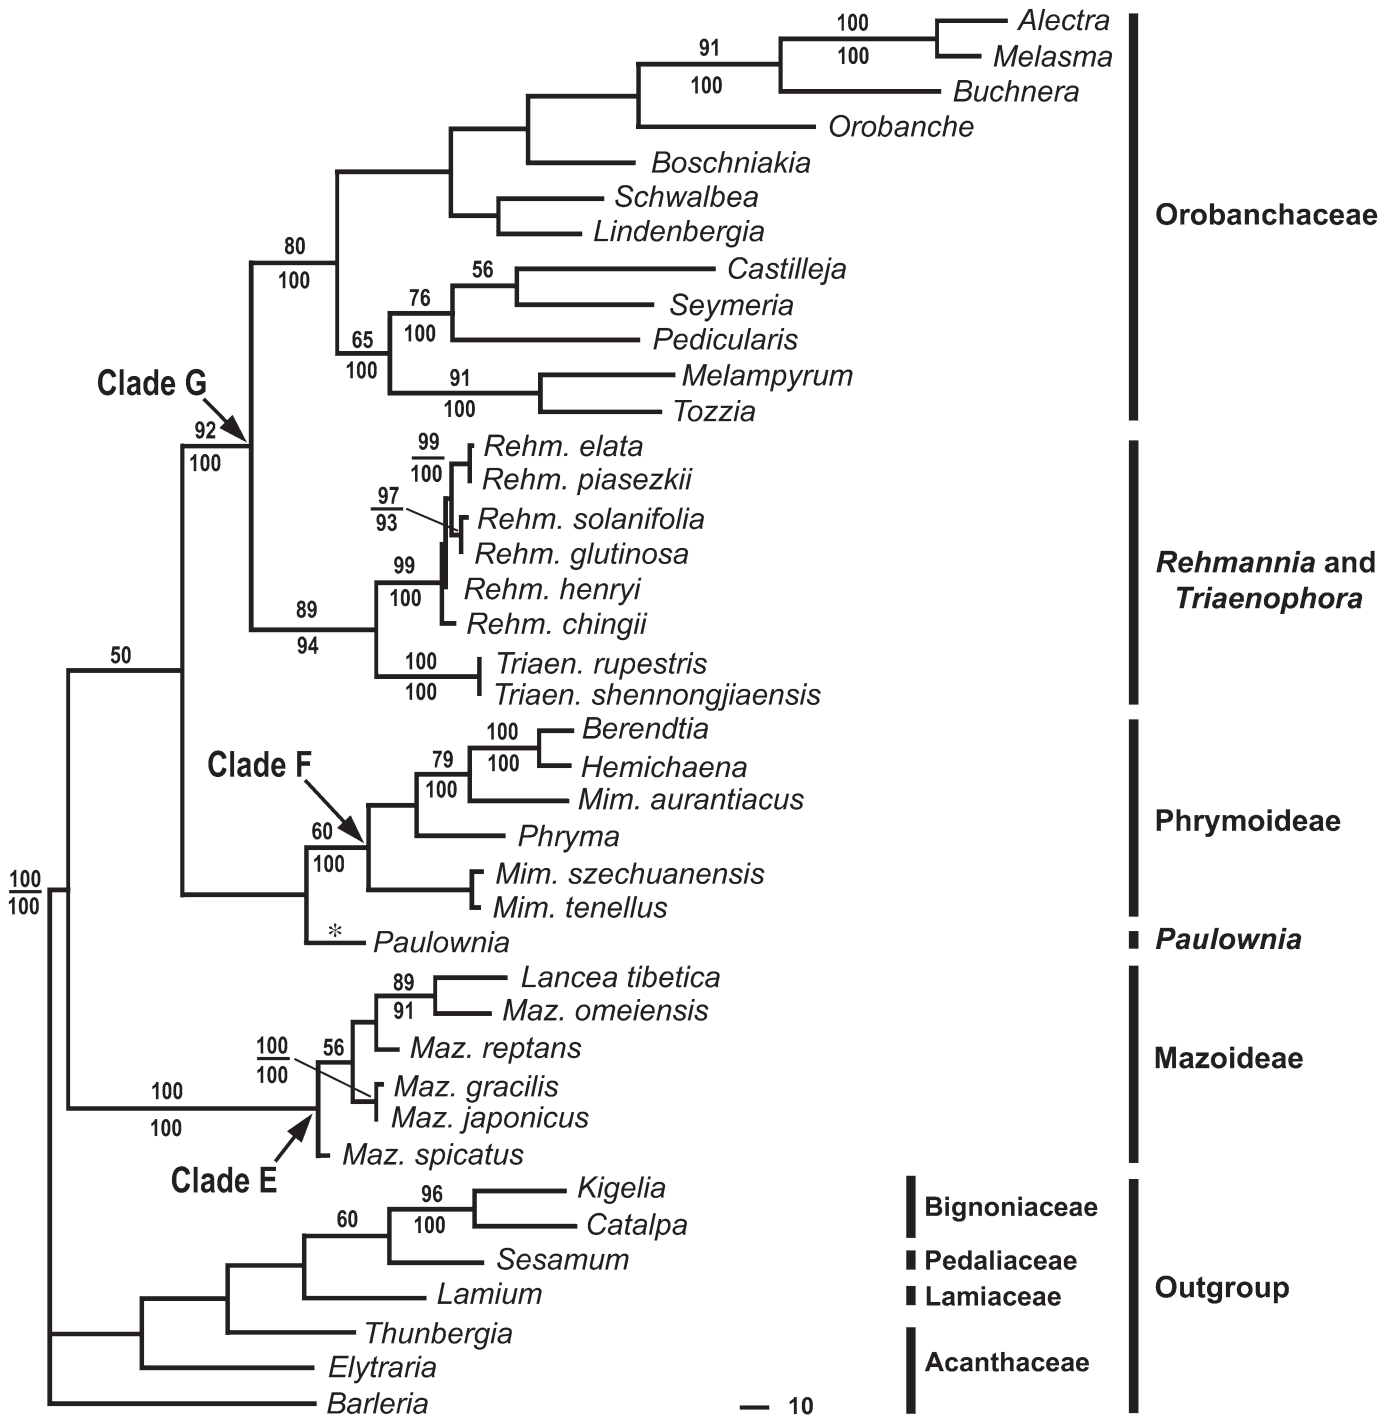 100
Alectra
91
100
Melasma
100
Buchnera
Orobanche
Boschniakia
Schwalbea
Orobanchaceae
Lindenbergia
80
100
56
Castilleja
76
Seymeria
100
65
Pedicularis
100
91
Melampyrum
Clade G
100
Tozzia
92
100
99
100
Rehm. elata
Rehm. piasezkii
97
93
Rehm. solanifolia
Rehm. glutinosa
Rehmannia and
Triaenophora
99
100
Rehm. henryi
89
94
Rehm. chingii
50
100
100
Triaen. rupestris
Triaen. shennongjiaensis
100
100
Berendtia
Clade F
79
100
Hemichaena
Mim. aurantiacus
Phrymoideae
60
100
Phryma
Mim. szechuanensis
100
100
Mim. tenellus
*
Paulownia
Paulownia
89
91
Lancea tibetica
Maz. omeiensis
100
100
56
Maz. reptans
Mazoideae
100
100
Maz. gracilis
Maz. japonicus
Clade E
Maz. spicatus
96
100
Kigelia
Bignoniaceae
60
Catalpa
Sesamum
Pedaliaceae
Outgroup
Lamium
Lamiaceae
Thunbergia
Elytraria
Acanthaceae
Barleria
10